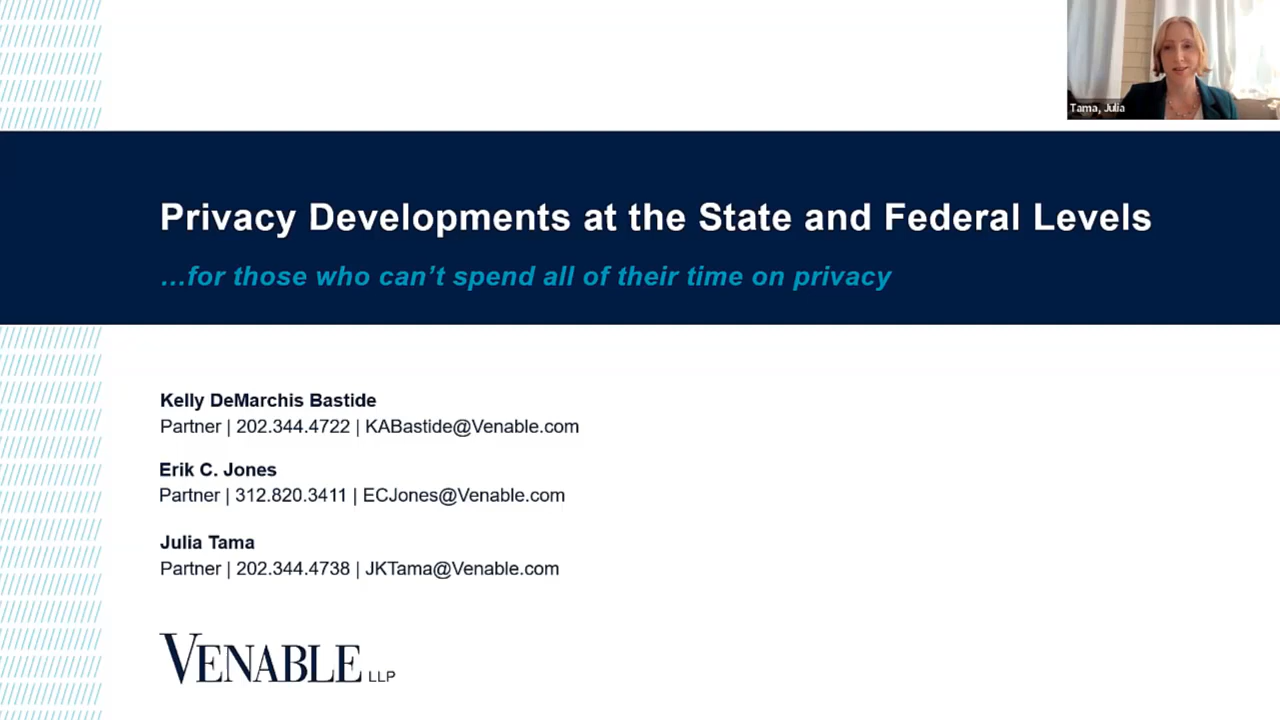 Tama, Julia
Privacy Developments at the State and Federal Levels
…for those who can’t spend all of their time on privacy
Kelly DeMarchis Bastide
Partner | 202.344.4722 | KABastide@Venable.com
Erik C. Jones
Partner | 312.820.3411 | ECJones@Venable.com
Julia Tama
Partner | 202.344.4738 | JKTama@Venable.com
VENABLE LLP